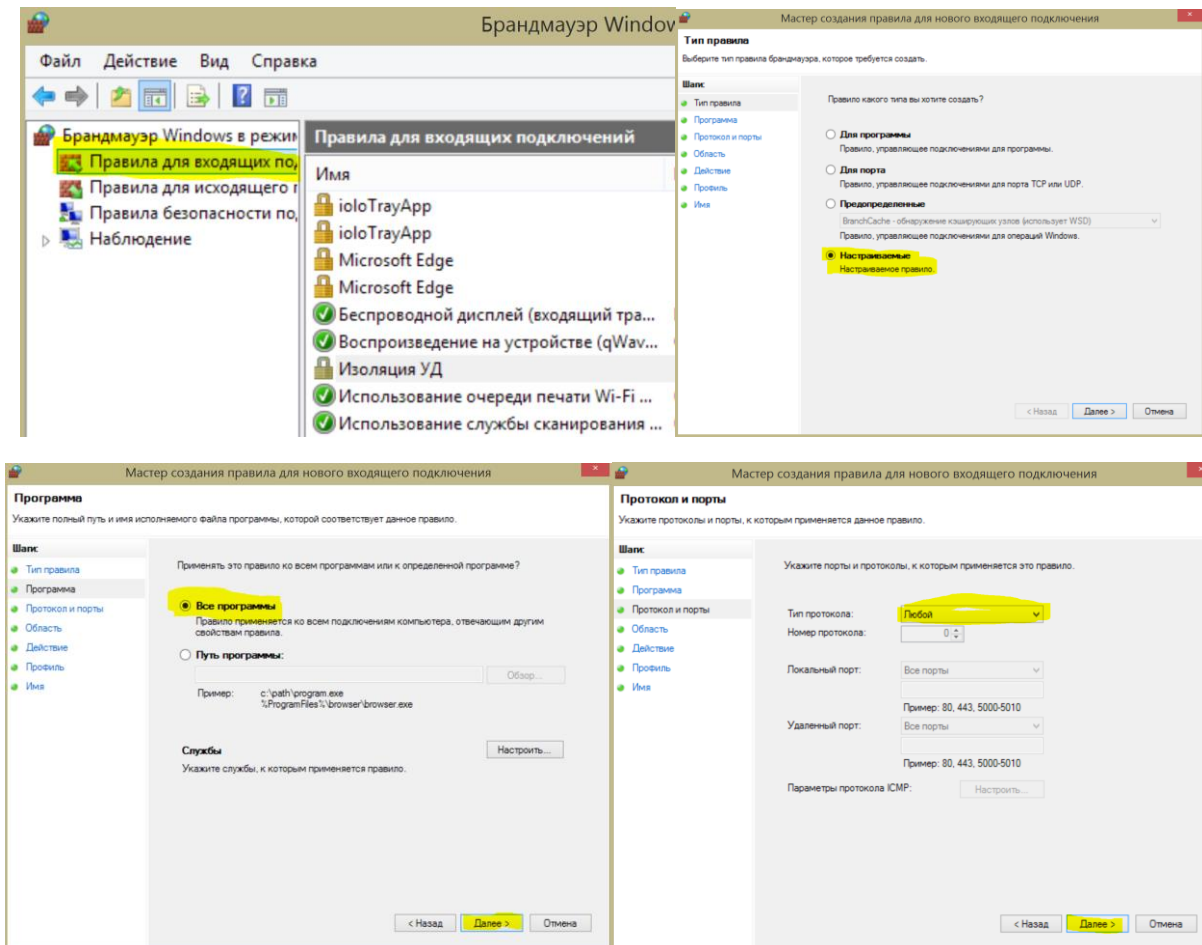 Брандмауэр Window
Файл Действие Вид Справка
Брандмауэр Windows в режим
Правила для входящих по
Правила для исходящего п
Правила безопасности по
Наблюдение
Правила для входящих подключений
Имя
ioloTrayApp
ioloTrayApp
Microsoft Edge
Microsoft Edge
Беспроводной дисплей (входящий тра...
Воспроизведение на устройстве (qWav...
Изоляция УД
Использование очереди печати Wi-Fi ...
Использование службы сканирования ...
Мастер создания правила для нового входящего подключения
Тип правила
Выберите тип правила брандмауэра, которое требуется создать.
Шаги:
Тип правила
Программа
Протокол и порты
Область
Действие
Профиль
Имя
Правило какого типа вы хотите создать?
Для программы
Правило, управляющее подключениями для программы.
Для порта
Правило, управляющее подключениями для порта TCP или UDP.
Предопределенные
BranchCache - обнаружение кэширующих узлов (использует WSD)
Правило, управляющее подключениями для операций Windows.
Настраиваемые
Настраиваемое правило.
< Назад Далее > Отмена
Мастер создания правила для нового входящего подключения
Программа
Укажите полный путь и имя исполняемого файла программы, которой соответствует данное правило.
Шаги:
Тип правила
Программа
Протокол и порты
Область
Действие
Профиль
Имя
Применять это правило ко всем программам или к определенной программе?
Все программы
Правило применяется ко всем подключениям компьютера, отвечающим другим
свойствам правила.
Путь программы:
Обзор...
Пример: c:\path\program.exe
%ProgramFiles%\browser\browser.exe
Службы
Настроить...
Укажите службы, к которым применяется правило.
< Назад Далее > Отмена
Мастер создания правила для нового входящего подключения
Протокол и порты
Укажите протоколы и порты, к которым применяется данное правило.
Шаги:
Тип правила
Программа
Протокол и порты
Область
Действие
Профиль
Имя
Укажите порты и протоколы, к которым применяется это правило.
Тип протокола: Любой
Номер протокола: 0
Локальный порт: Все порты
Пример: 80, 443, 5000-5010
Удаленный порт: Все порты
Пример: 80, 443, 5000-5010
Параметры протокола ICMP: Настроить...
< Назад Далее > Отмена